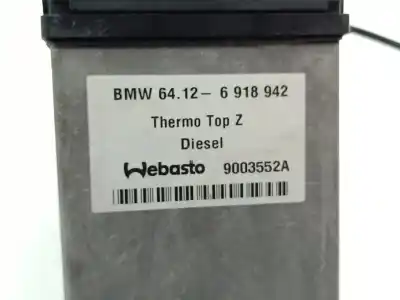 BMW 64.12- 6 918 942
Thermo Top Z
Diesel
Webasto 9003552A